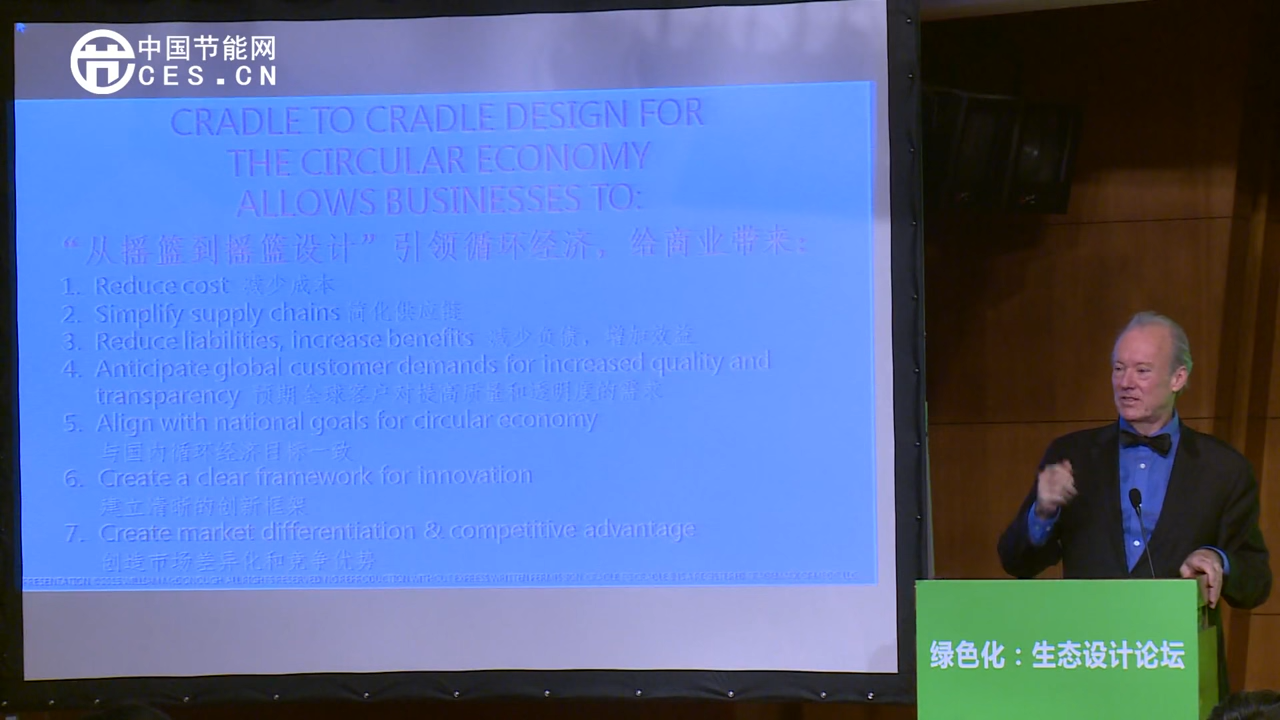 中国节能网
CES.CN
CRADLE TO CRADLE DESIGN FOR
THE CIRCULAR ECONOMY
ALLOWS BUSINESSES TO:
“从摇篮到摇篮设计”引领循环经济，给商业带来：
1. Reduce cost 减少成本
2. Simplify supply chains 简化供应链
3. Reduce liabilities, increase benefits 减少负债，增加效益
4. Anticipate global customer demands for increased quality and
transparency 预期全球客户对提高质量和透明度的需求
5. Align with national goals for circular economy
与国内循环经济目标一致
6. Create a clear framework for innovation
建立清晰的创新框架
7. Create market differentiation & competitive advantage
创造市场差异化和竞争优势
绿色化：生态设计论坛